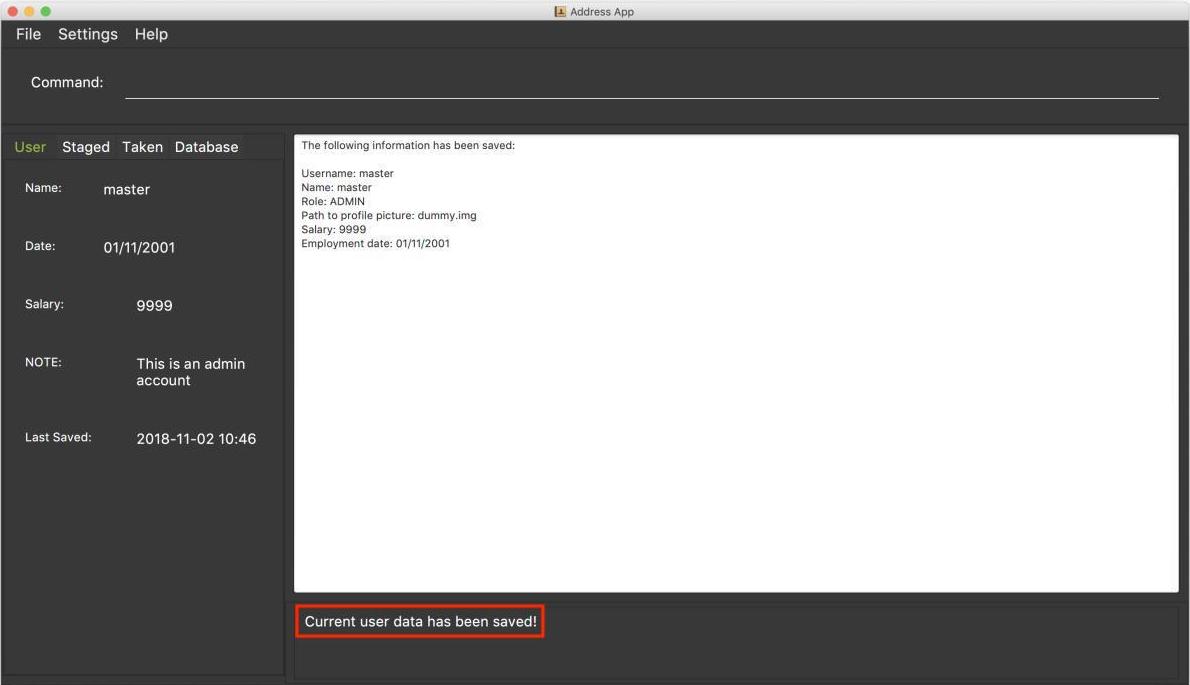 Address App
File Settings Help
Command:
User Staged Taken Database
Name: master
Date: 01/11/2001
Salary: 9999
NOTE: This is an admin
account
Last Saved: 2018-11-02 10:46
The following information has been saved:
Username: master
Name: master
Role: ADMIN
Path to profile picture: dummy.img
Salary: 9999
Employment date: 01/11/2001
Current user data has been saved!